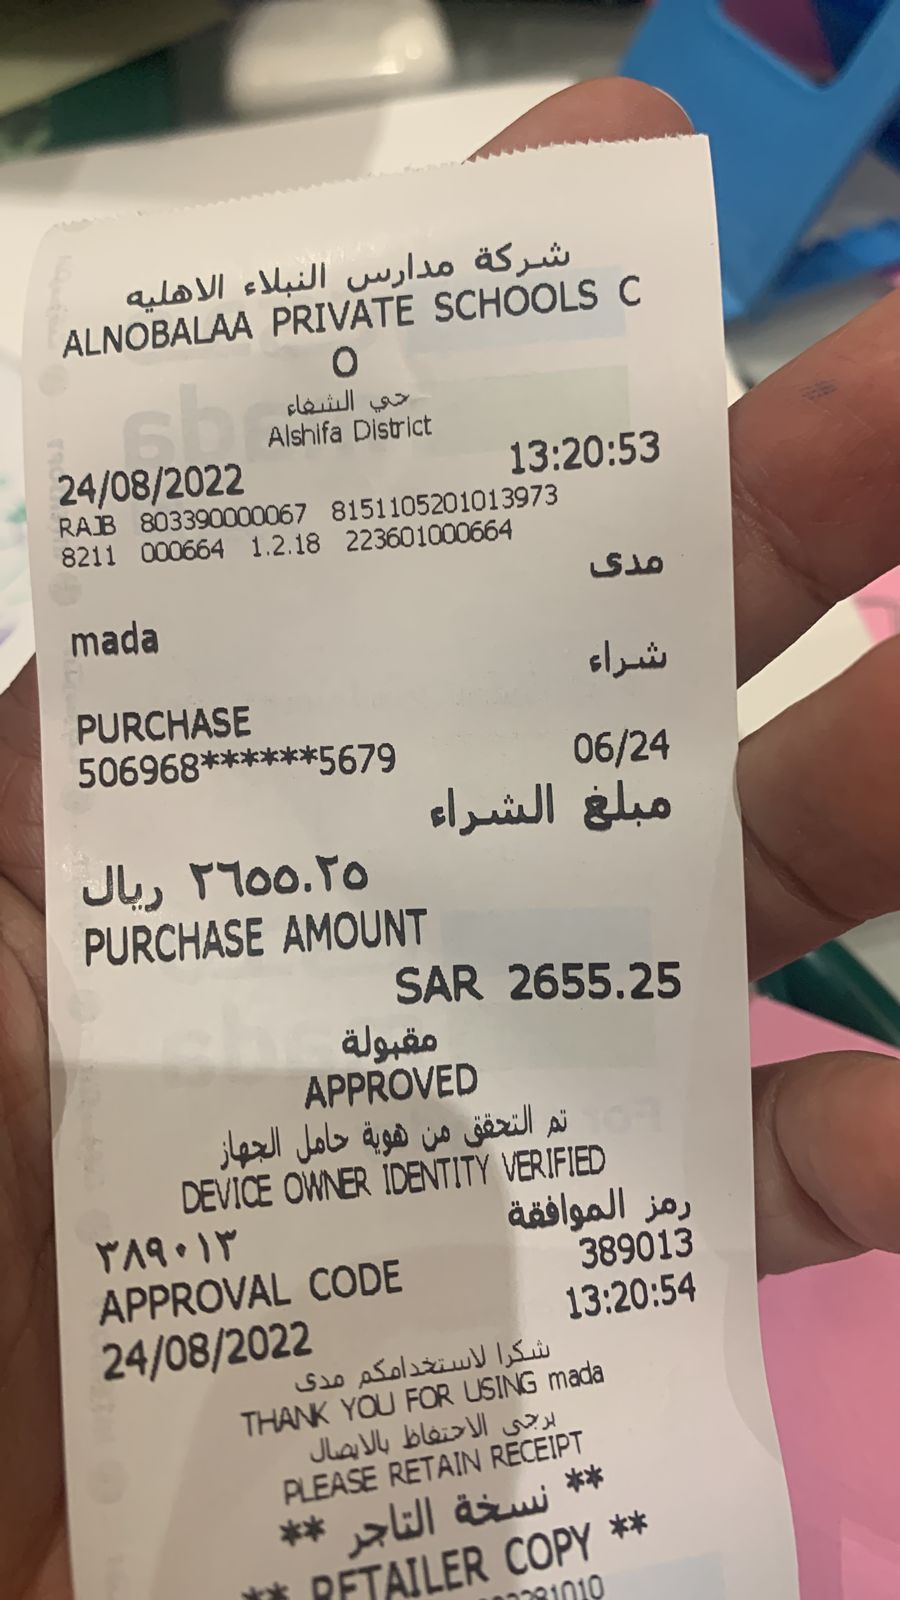 شركة مدارس النبلاء الاهليه
ALNOBALAA PRIVATE SCHOOLS C
O
حي الشفاء
Alshifa District
24/08/2022 13:20:53
RAJB 803390000067 8151105201013973
8211 000664 1.2.18 223601000664
مدى
mada
شراء
PURCHASE
506968******5679 06/24
مبلغ الشراء
٢٦٥٥.٢٥ ريال
PURCHASE AMOUNT
SAR 2655.25
مقبولة
APPROVED
تم التحقق من هوية حامل الجهاز
DEVICE OWNER IDENTITY VERIFIED
رمز الموافقة
٣٨٩٠١٣
389013
APPROVAL CODE
24/08/2022 13:20:54
شكرا لاستخدامكم مدى
THANK YOU FOR USING mada
يرجى الاحتفاظ بالايصال
PLEASE RETAIN RECEIPT
** نسخة التاجر **
** RETAILER COPY **